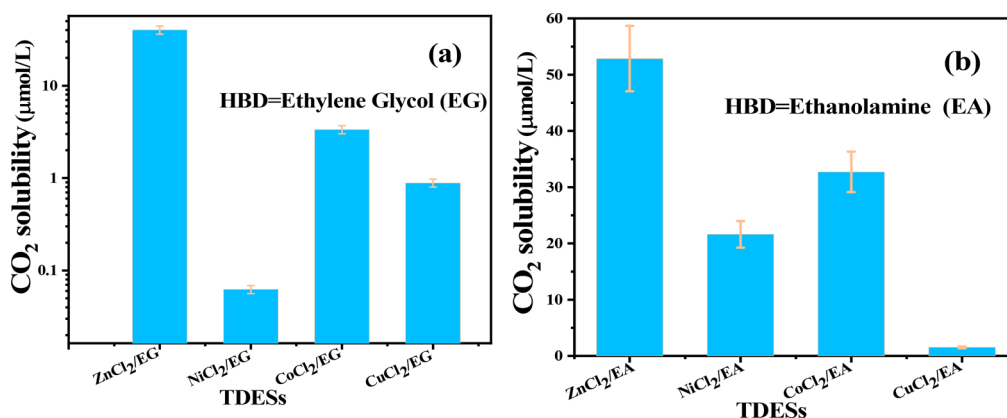 (a)
HBD=Ethylene Glycol (EG)
CO₂ solubility (μmol/L)
10
1
0.1
ZnCl₂/EG
NiCl₂/EG
CoCl₂/EG
CuCl₂/EG
TDESs
(b)
HBD=Ethanolamine (EA)
CO₂ solubility (μmol/L)
60
50
40
30
20
10
0
ZnCl₂/EA
NiCl₂/EA
CoCl₂/EA
CuCl₂/EA
TDESs